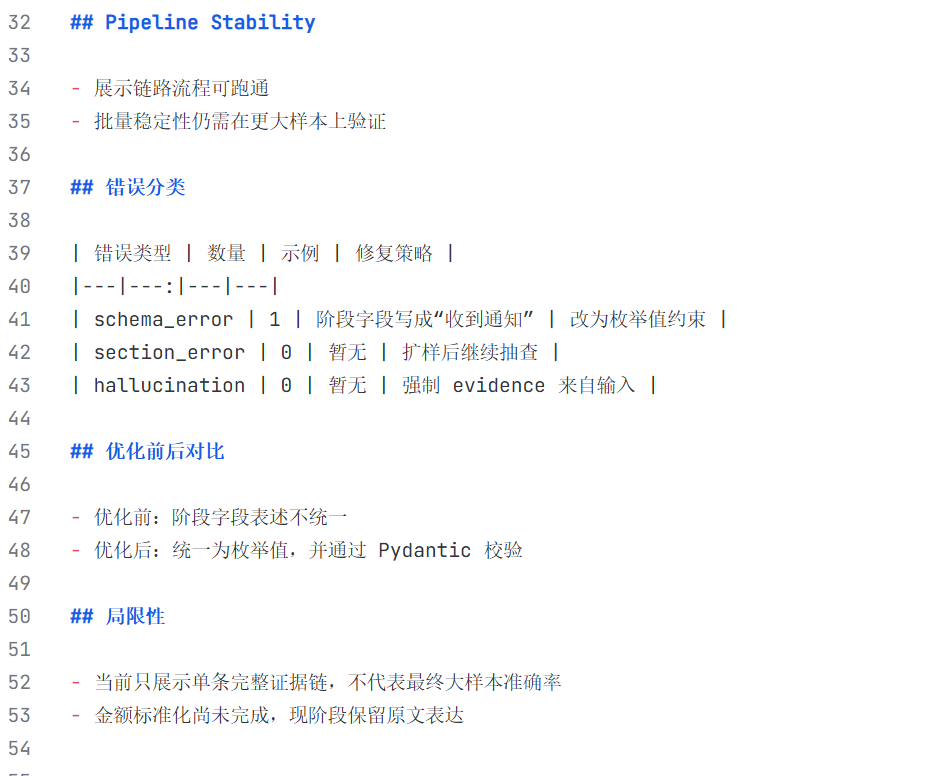 32 ## Pipeline Stability
33
34 - 展示链路流程可跑通
35 - 批量稳定性仍需在更大样本上验证
36
37 ## 错误分类
38
39 | 错误类型 | 数量 | 示例 | 修复策略 |
40 |---|---:|---|---|
41 | schema_error | 1 | 阶段字段写成“收到通知” | 改为枚举值约束 |
42 | section_error | 0 | 暂无 | 扩样后继续抽查 |
43 | hallucination | 0 | 暂无 | 强制 evidence 来自输入 |
44
45 ## 优化前后对比
46
47 - 优化前：阶段字段表述不统一
48 - 优化后：统一为枚举值，并通过 Pydantic 校验
49
50 ## 局限性
51
52 - 当前只展示单条完整证据链，不代表最终大样本准确率
53 - 金额标准化尚未完成，现阶段保留原文表达
54